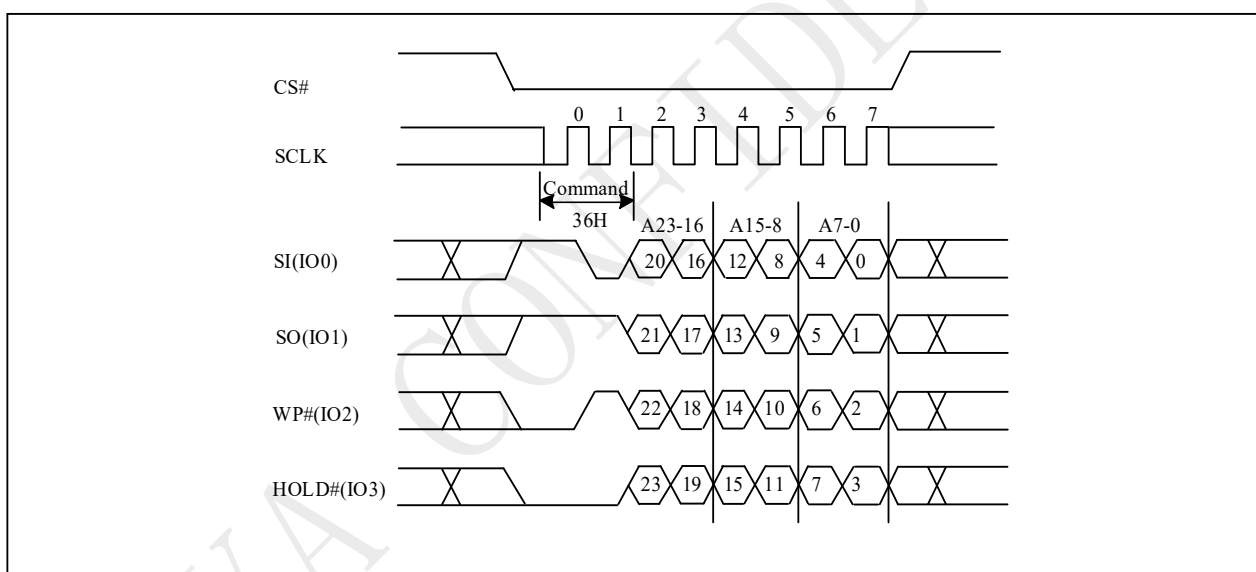 CS#
0 1 2 3 4 5 6 7
SCLK
Command
36H
A23-16 A15-8 A7-0
SI(IO0) 20 16 12 8 4 0
SO(IO1) 21 17 13 9 5 1
WP#(IO2) 22 18 14 10 6 2
HOLD#(IO3) 23 19 15 11 7 3